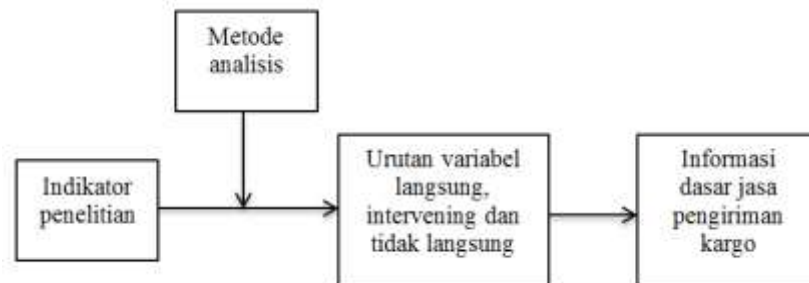 Metode
analisis
Indikator
penelitian
Urutan variabel
langsung,
intervening dan
tidak langsung
Informasi
dasar jasa
pengiriman
kargo